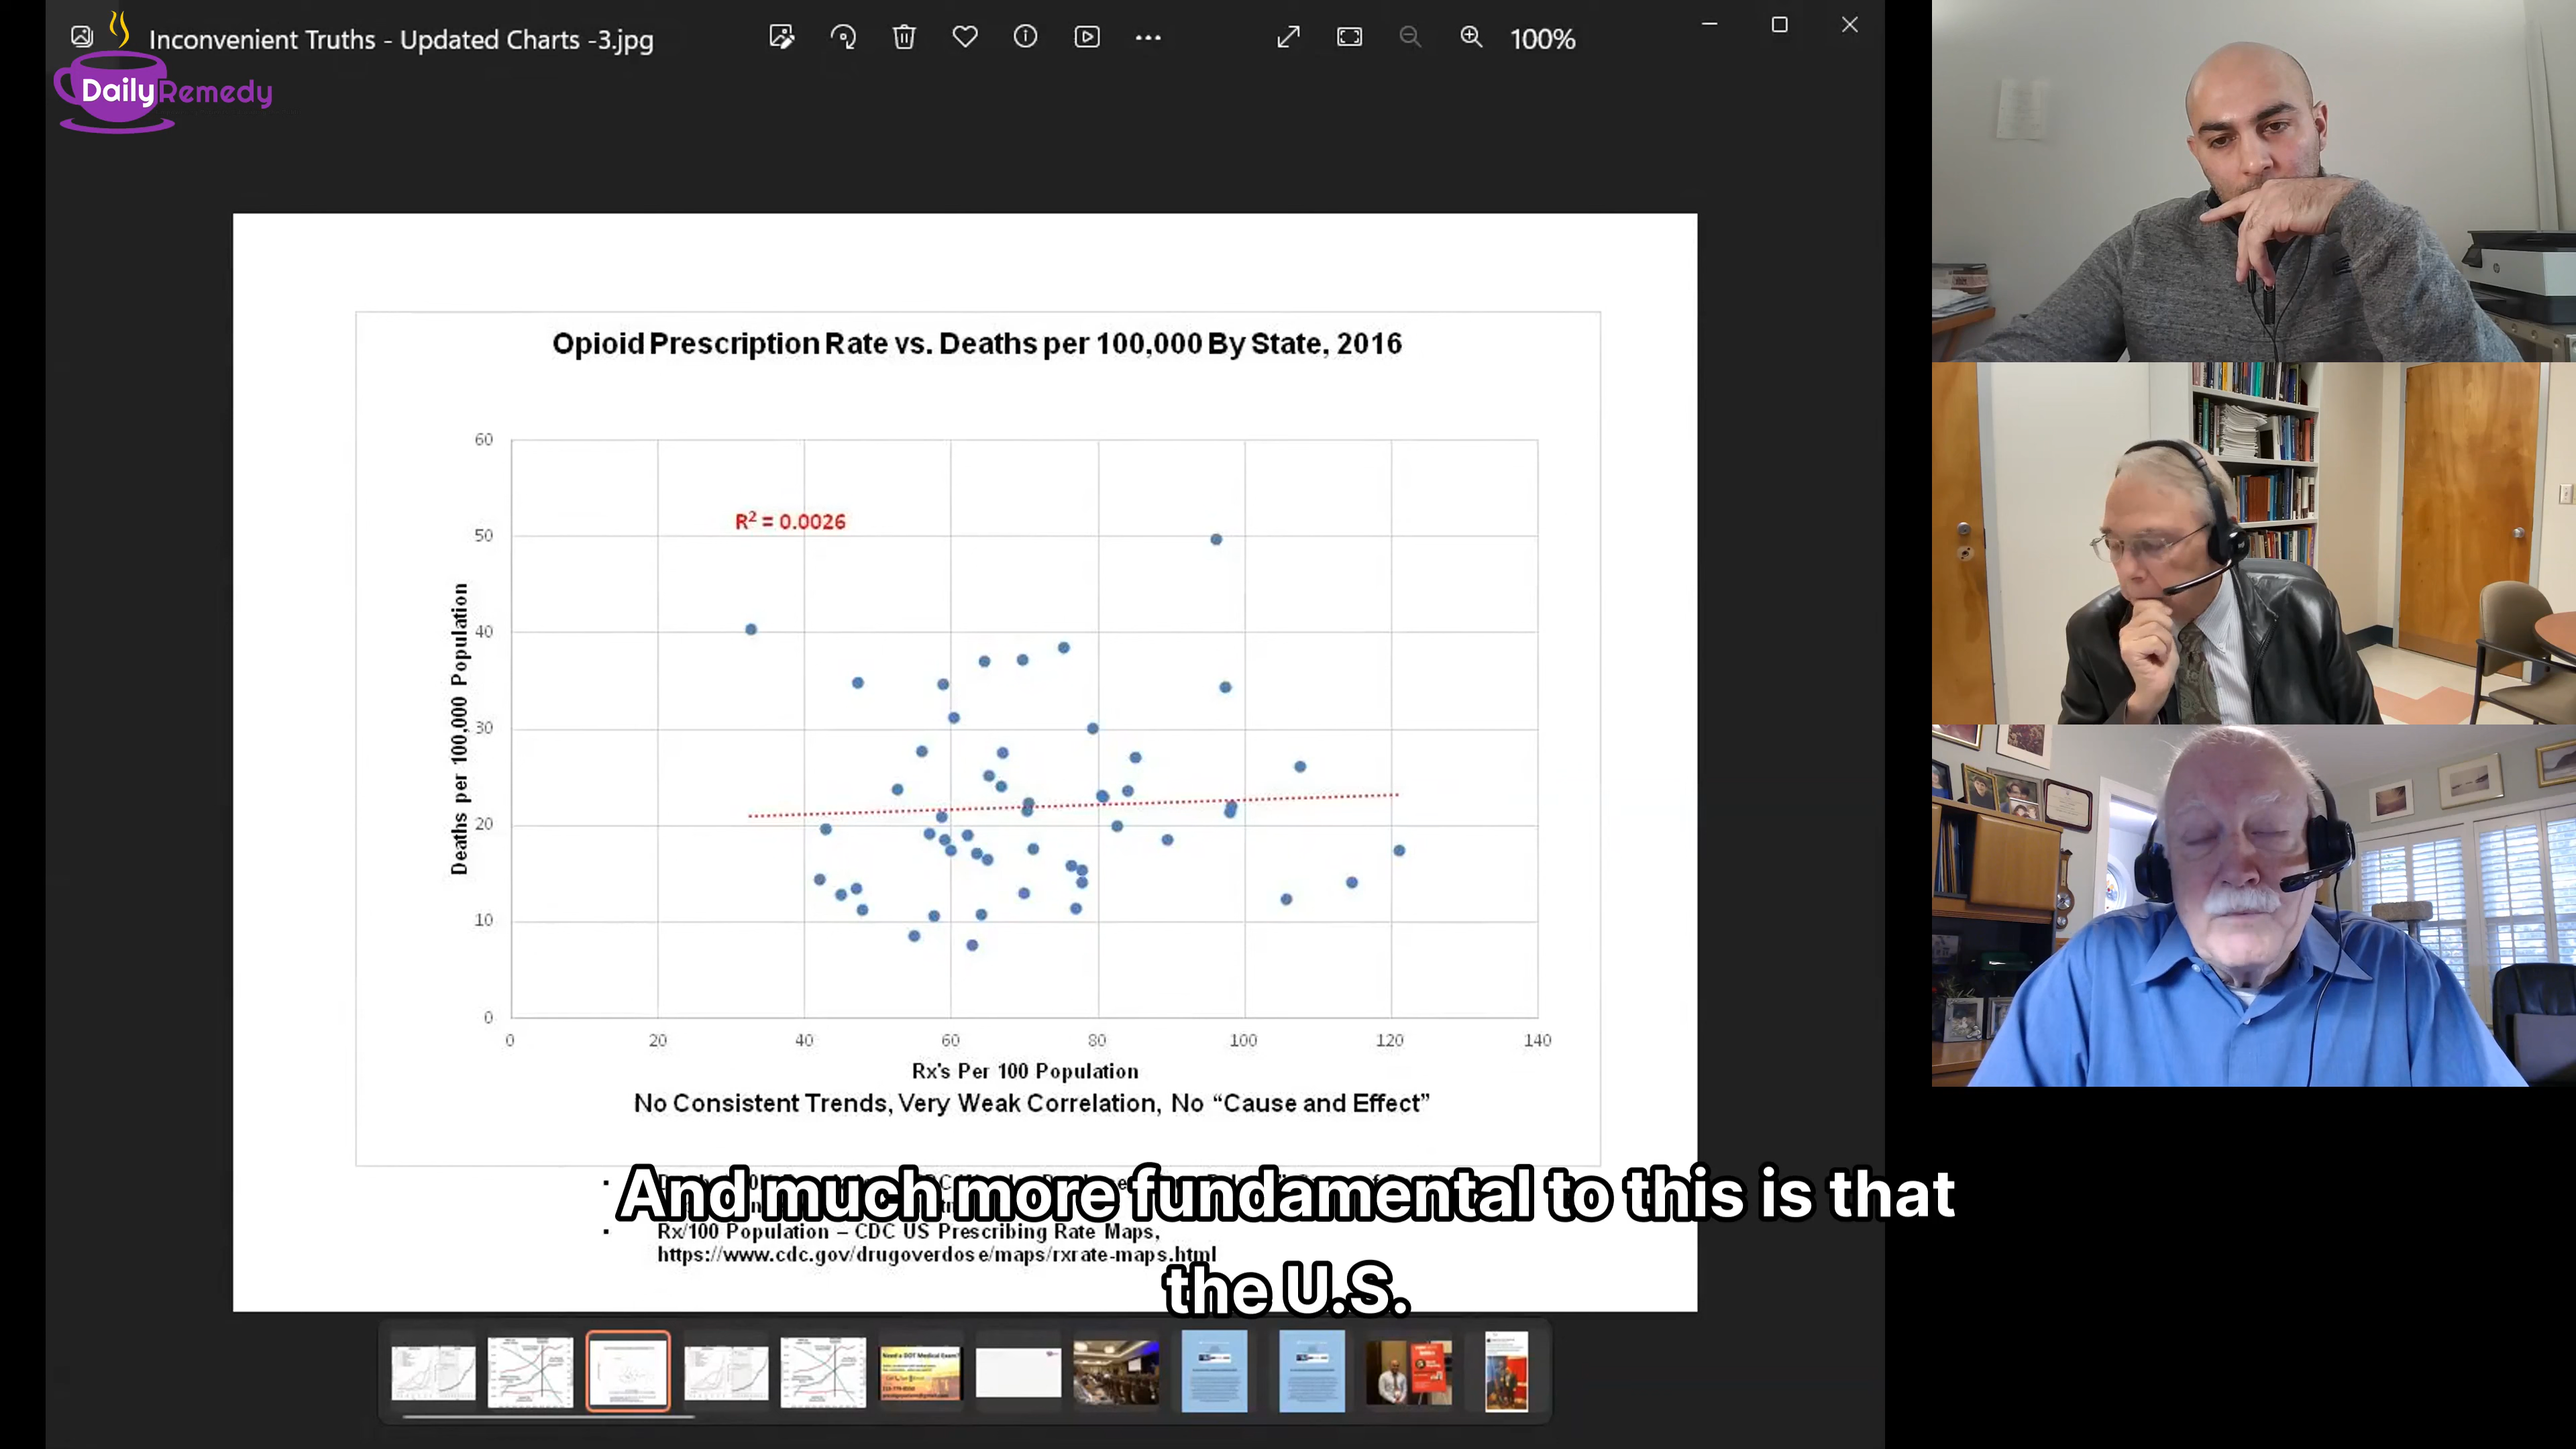 Inconvenient Truths - Updated Charts -3.jpg
100%
DailyRemedy
Opioid Prescription Rate vs. Deaths per 100,000 By State, 2016
60
50
40
30
20
10
0
R² = 0.0026
Deaths per 100,000 Population
0 20 40 60 80 100 120 140
Rx's Per 100 Population
No Consistent Trends, Very Weak Correlation, No “Cause and Effect”
And much more fundamental to this is that
the U.S.
Rx/100 Population – CDC US Prescribing Rate Maps,
https://www.cdc.gov/drugoverdose/maps/rxrate-maps.html
Need a DOT Medical Exam?